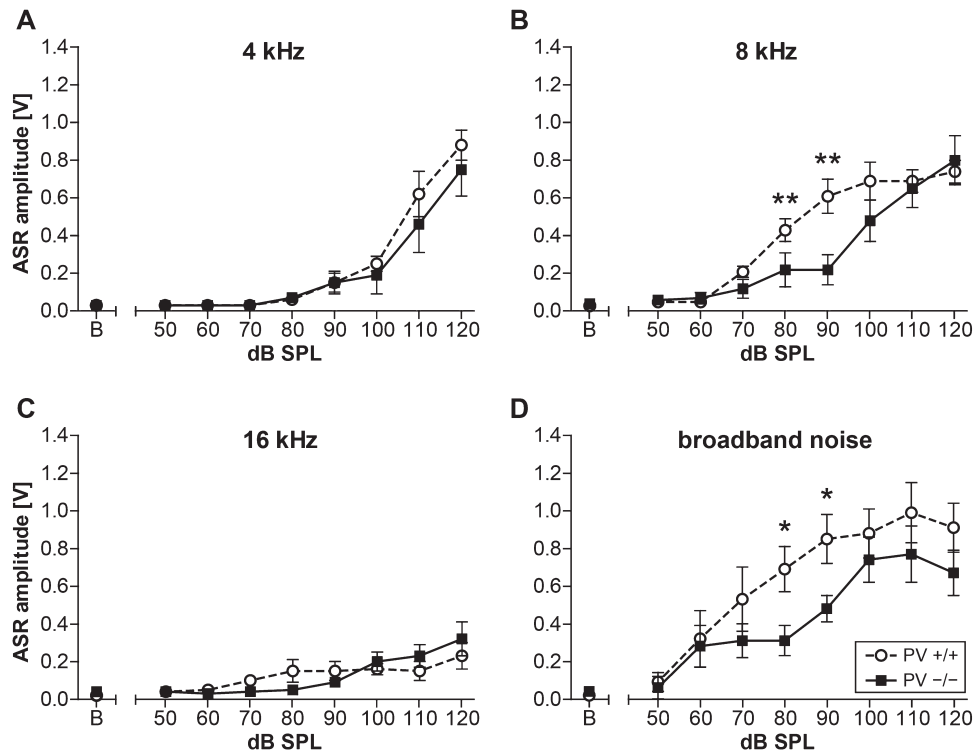 A
4 kHz
ASR amplitude [V]
1.4
1.2
1.0
0.8
0.6
0.4
0.2
0.0
B 50 60 70 80 90 100 110 120
dB SPL
B
8 kHz
1.4
1.2
1.0
0.8
0.6
0.4
0.2
0.0
** **
B 50 60 70 80 90 100 110 120
dB SPL
C
16 kHz
ASR amplitude [V]
1.4
1.2
1.0
0.8
0.6
0.4
0.2
0.0
B 50 60 70 80 90 100 110 120
dB SPL
D
broadband noise
1.4
1.2
1.0
0.8
0.6
0.4
0.2
0.0
* *
PV +/+
PV −/−
B 50 60 70 80 90 100 110 120
dB SPL